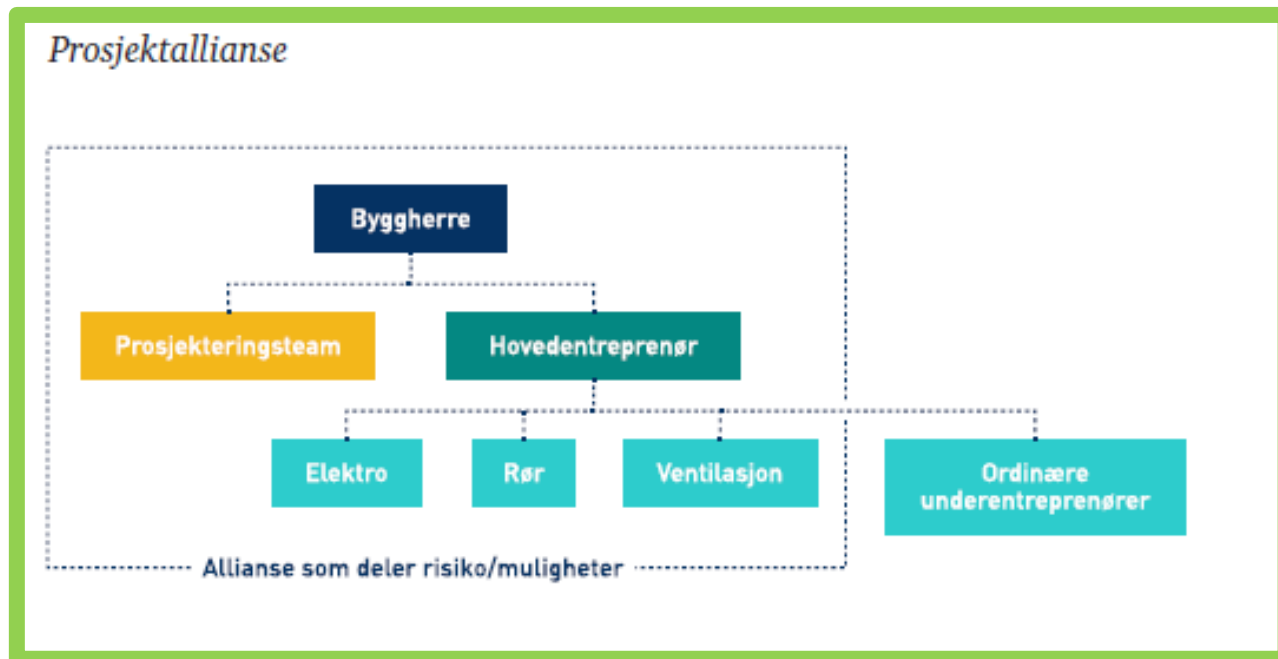 Prosjektallianse
Byggherre
Prosjekteringsteam
Hovedentreprenør
Elektro
Rør
Ventilasjon
Ordinære
underentreprenører
Allianse som deler risiko/muligheter